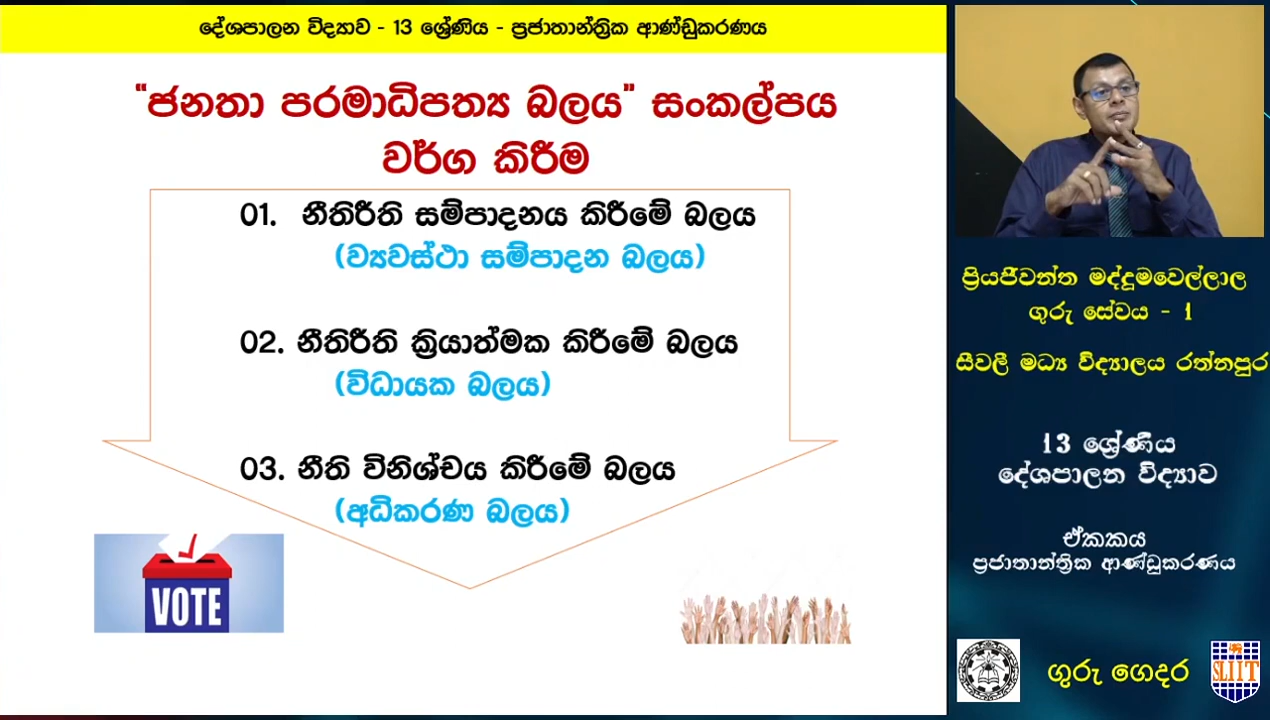 දේශපාලන විද්‍යාව - 13 ශ්‍රේණිය - ප්‍රජාතාන්ත්‍රික ආණ්ඩුකරණය
“ජනතා පරමාධිපත්‍ය බලය” සංකල්පය
වර්ග කිරීම
01. නීතිරීති සම්පාදනය කිරීමේ බලය
(ව්‍යවස්ථා සම්පාදන බලය)
02. නීතිරීති ක්‍රියාත්මක කිරීමේ බලය
(විධායක බලය)
03. නීති විනිශ්චය කිරීමේ බලය
(අධිකරණ බලය)
VOTE
ප්‍රියජීවන්ත මද්දූමවෙල්ලාල
ගුරු සේවය - 1
සීවලී මධ්‍ය විද්‍යාලය රත්නපුර
13 ශ්‍රේණිය
දේශපාලන විද්‍යාව
ඒකකය
ප්‍රජාතාන්ත්‍රික ආණ්ඩුකරණය
ගුරු ගෙදර
SLIIT